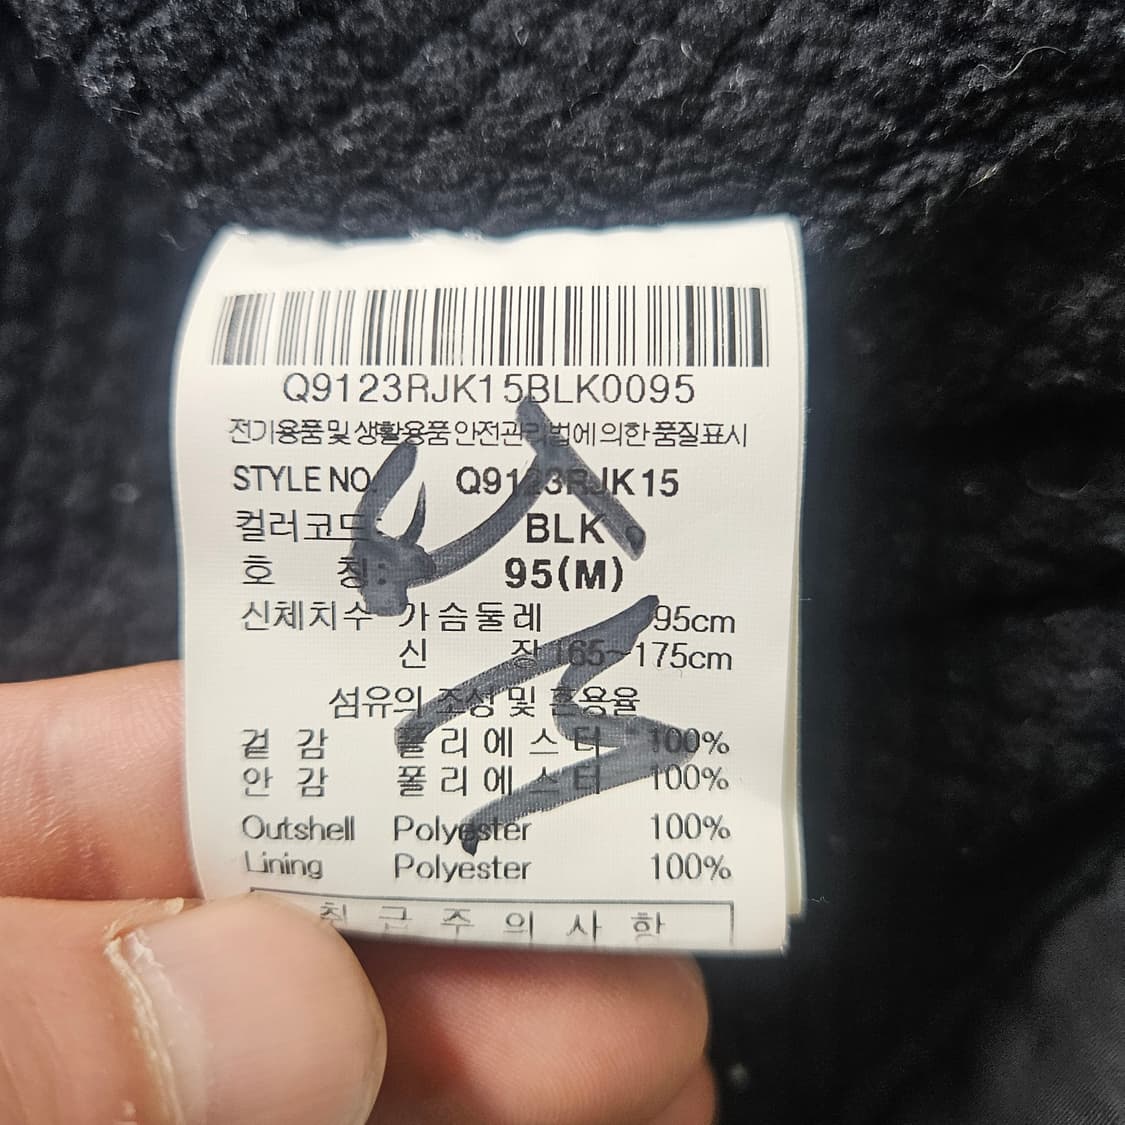 Q9123RJK15BLK0095
전기용품 및 생활용품 안전관리법에 의한 품질표시
STYLE NO. Q9123RJK15
컬러코드 BLK
호 칭: 95(M)
신체치수 가슴둘레 95cm
신 장 165~175cm
섬유의 조성 및 혼용율
겉 감 폴리에스터 100%
안 감 폴리에스터 100%
Outshell Polyester 100%
Lining Polyester 100%
취급주의사항